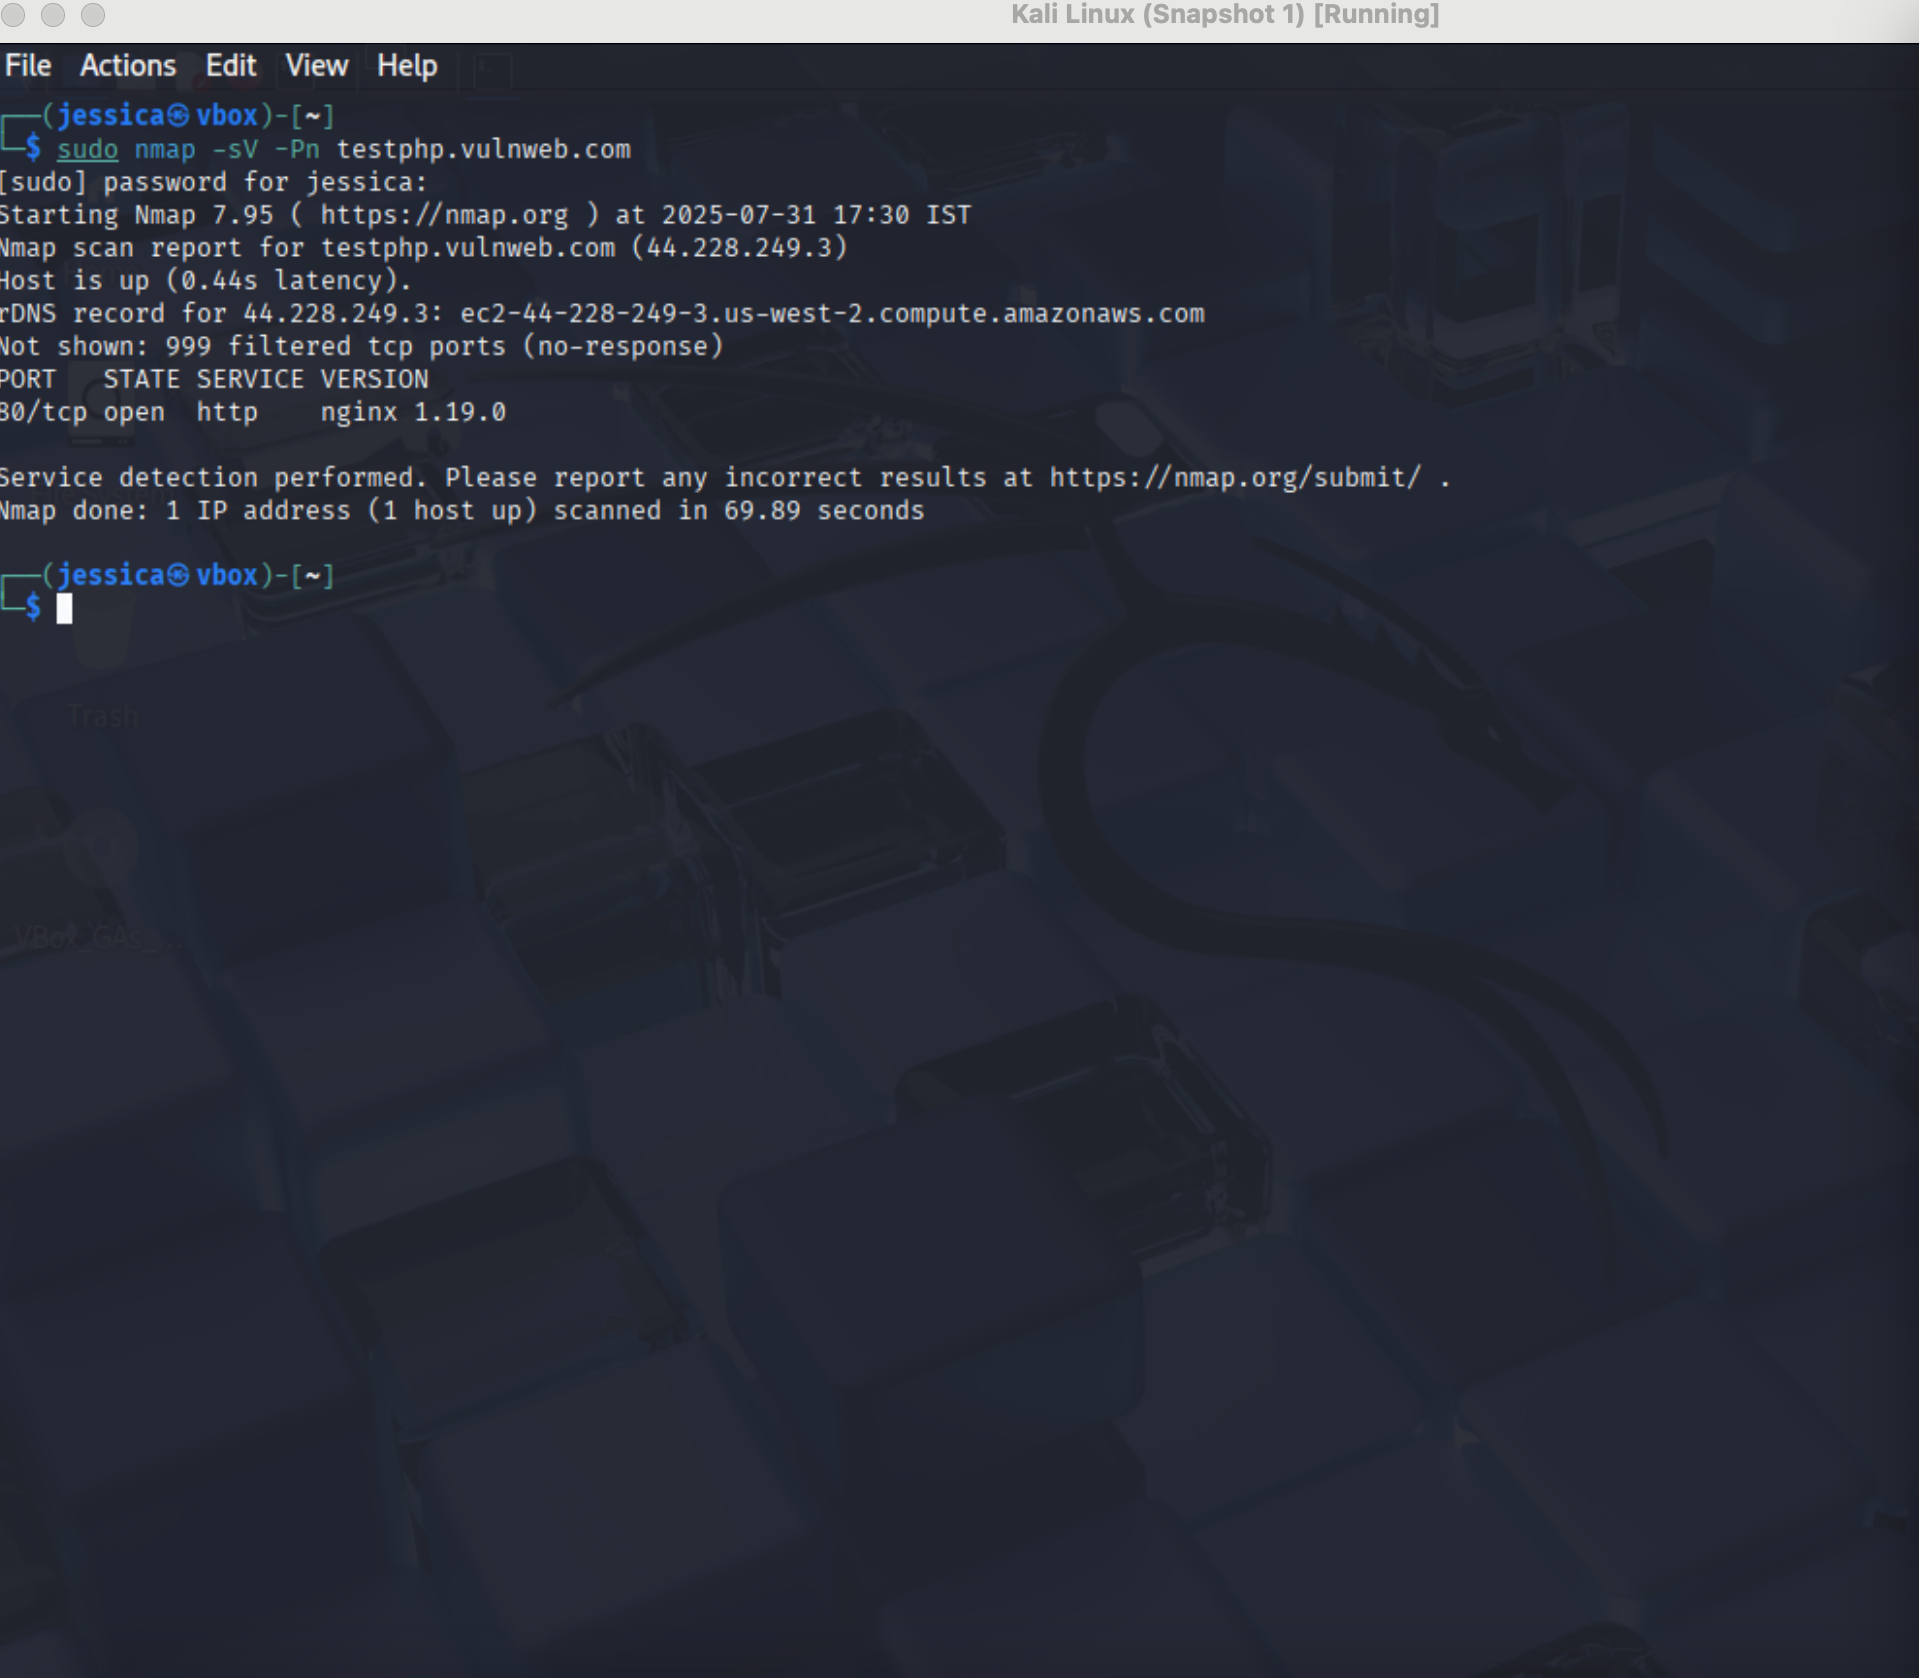 Kali Linux (Snapshot 1) [Running]
File Actions Edit View Help
┌──(jessica㉿vbox)-[~]
└─$ sudo nmap -sV -Pn testphp.vulnweb.com
[sudo] password for jessica:
Starting Nmap 7.95 ( https://nmap.org ) at 2025-07-31 17:30 IST
Nmap scan report for testphp.vulnweb.com (44.228.249.3)
Host is up (0.44s latency).
rDNS record for 44.228.249.3: ec2-44-228-249-3.us-west-2.compute.amazonaws.com
Not shown: 999 filtered tcp ports (no-response)
PORT   STATE SERVICE VERSION
80/tcp open  http    nginx 1.19.0
Service detection performed. Please report any incorrect results at https://nmap.org/submit/ .
File System
Nmap done: 1 IP address (1 host up) scanned in 69.89 seconds
┌──(jessica㉿vbox)-[~]
└─$
Trash
VBox_GAs_...